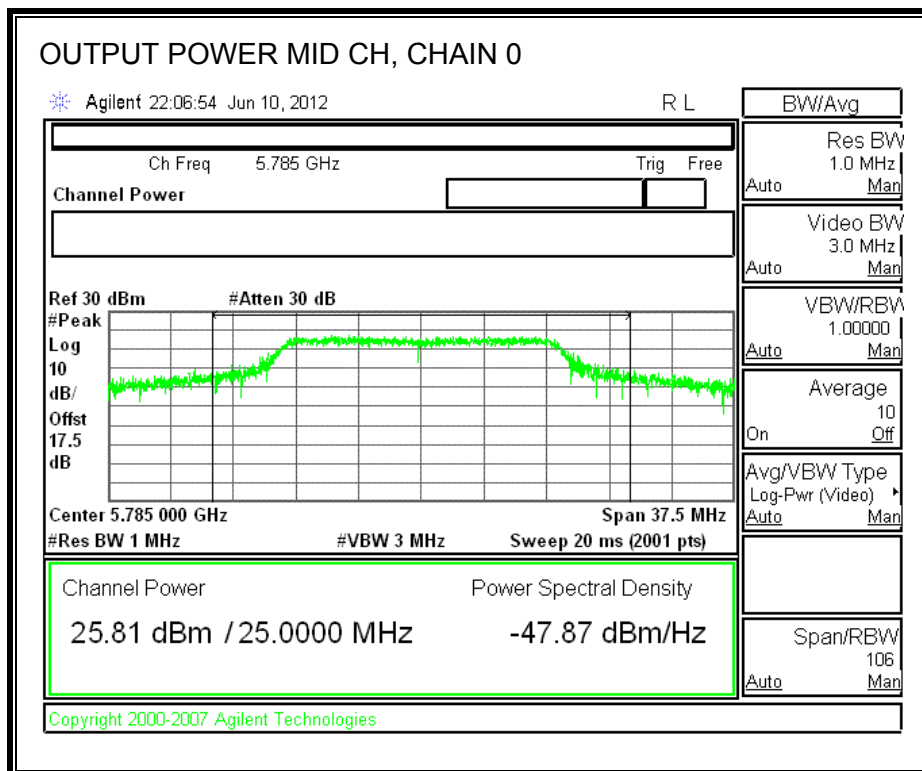 OUTPUT POWER MID CH, CHAIN 0
Agilent 22:06:54 Jun 10, 2012 R L
BW/Avg
Ch Freq 5.785 GHz Trig Free
Channel Power
Res BW
1.0 MHz
Auto Man
Video BW
3.0 MHz
Auto Man
Ref 30 dBm #Atten 30 dB
#Peak
Log
10
dB/
Offst
17.5
dB
VBW/RBW
1.00000
Auto Man
Average
10
On Off
Avg/VBW Type
Log-Pwr (Video)
Auto Man
Center 5.785 000 GHz Span 37.5 MHz
#Res BW 1 MHz #VBW 3 MHz Sweep 20 ms (2001 pts)
Channel Power Power Spectral Density
25.81 dBm / 25.0000 MHz -47.87 dBm/Hz
Span/RBW
106
Auto Man
Copyright 2000-2007 Agilent Technologies